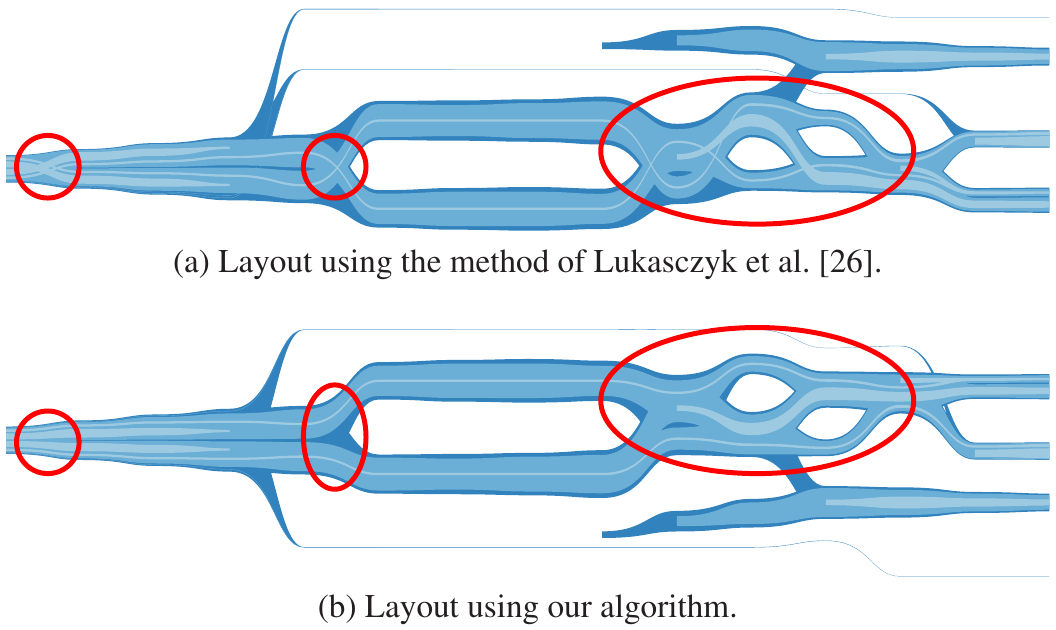 (a) Layout using the method of Lukasczyk et al. [26].
(b) Layout using our algorithm.